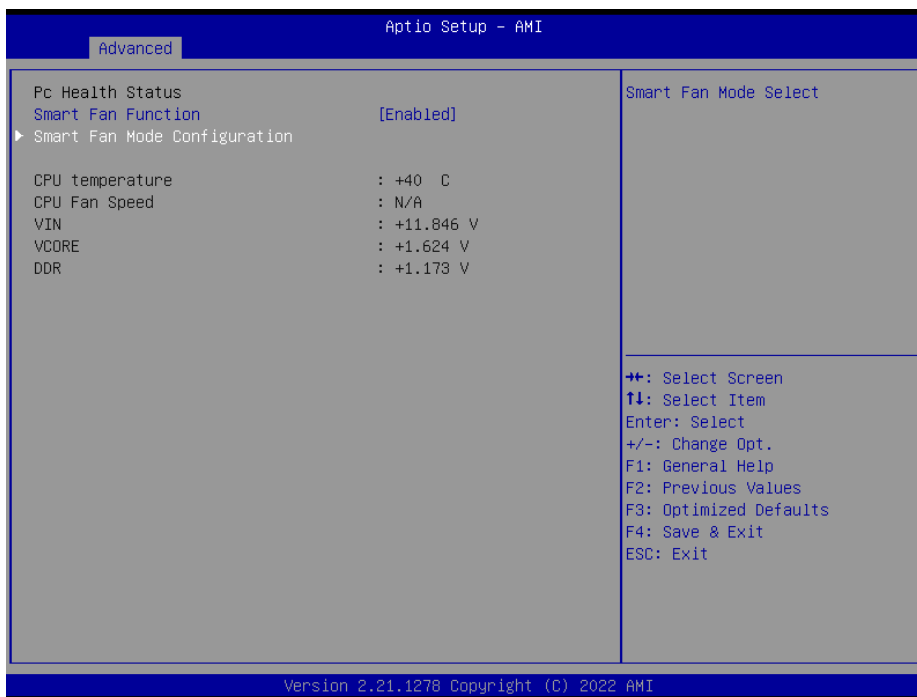 Aptio Setup – AMI
Advanced
Pc Health Status
Smart Fan Function [Enabled]
▶ Smart Fan Mode Configuration
CPU temperature : +40 C
CPU Fan Speed : N/A
VIN : +11.846 V
VCORE : +1.624 V
DDR : +1.173 V
Smart Fan Mode Select
→←: Select Screen
↑↓: Select Item
Enter: Select
+/-: Change Opt.
F1: General Help
F2: Previous Values
F3: Optimized Defaults
F4: Save & Exit
ESC: Exit
Version 2.21.1278 Copyright (C) 2022 AMI